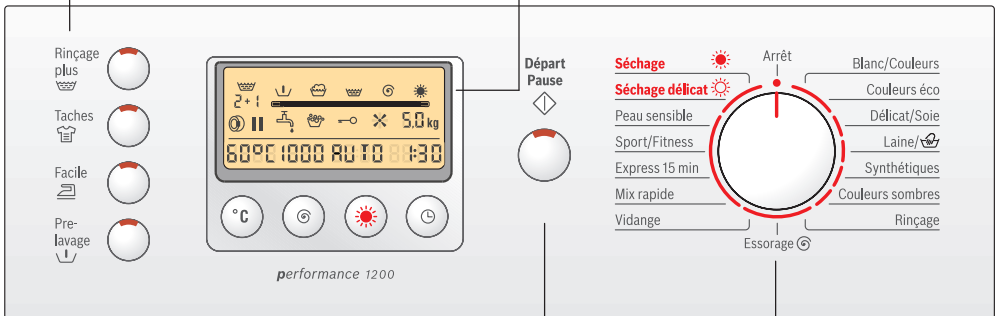 Rinçage
plus
Taches
Facile
Pre-
lavage
2+1
5.0 kg
60°C 1000 AUTO 1:30
°C
performance 1200
Départ
Pause
Séchage
Séchage délicat
Peau sensible
Sport/Fitness
Express 15 min
Mix rapide
Vidange
Arrêt
Essorage
Blanc/Couleurs
Couleurs éco
Délicat/Soie
Laine/
Synthétiques
Couleurs sombres
Rinçage